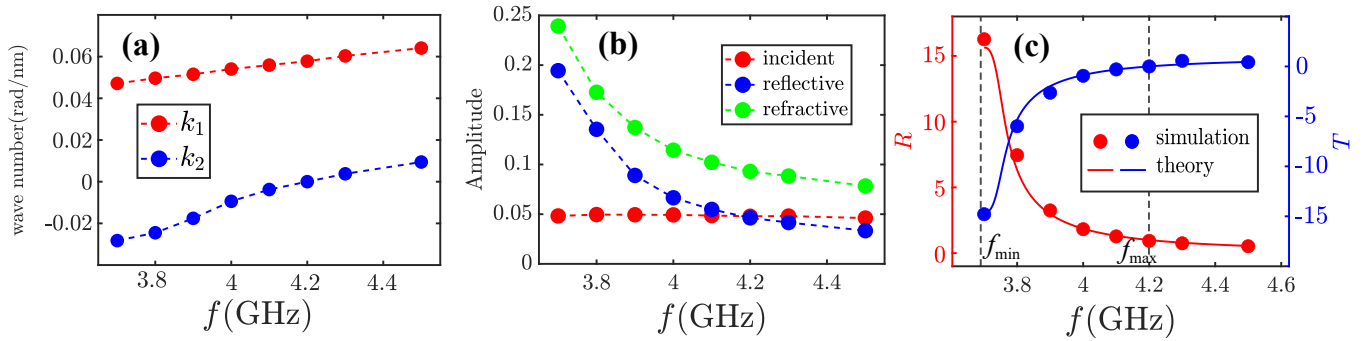 (a)
wave number(rad/nm)
0.06
0.04
0.02
0
-0.02
k₁
k₂
3.8
4
4.2
4.4
f(GHz)
(b)
Amplitude
0.25
0.2
0.15
0.1
0.05
0
incident
reflective
refractive
3.8
4
4.2
4.4
f(GHz)
(c)
R
15
10
5
0
T
0
-5
-10
-15
simulation
theory
f_min
f_max
3.8
4
4.2
4.4
4.6
f(GHz)